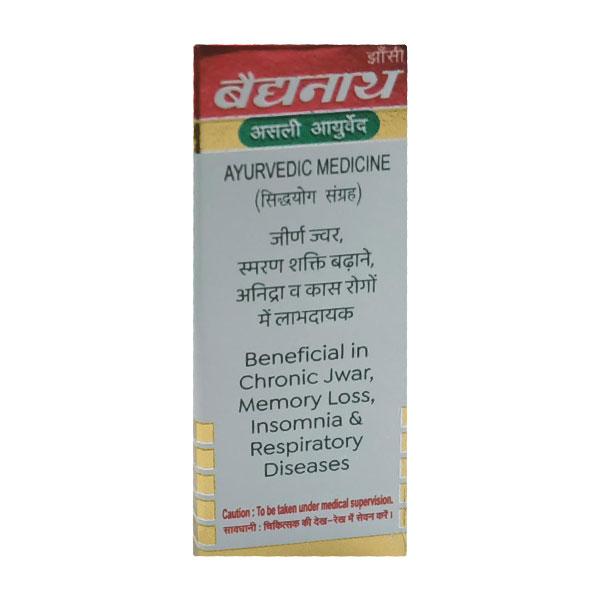 झाँसी
बैद्यनाथ
असली आयुर्वेद
AYURVEDIC MEDICINE
(सिद्धयोग संग्रह)
जीर्ण ज्वर,
स्मरण शक्ति बढ़ाने,
अनिद्रा व कास रोगों
में लाभदायक
Beneficial in
Chronic Jwar,
Memory Loss,
Insomnia &
Respiratory
Diseases
Caution : To be taken under medical supervision.
सावधानी : चिकित्सक की देख-रेख में सेवन करें।